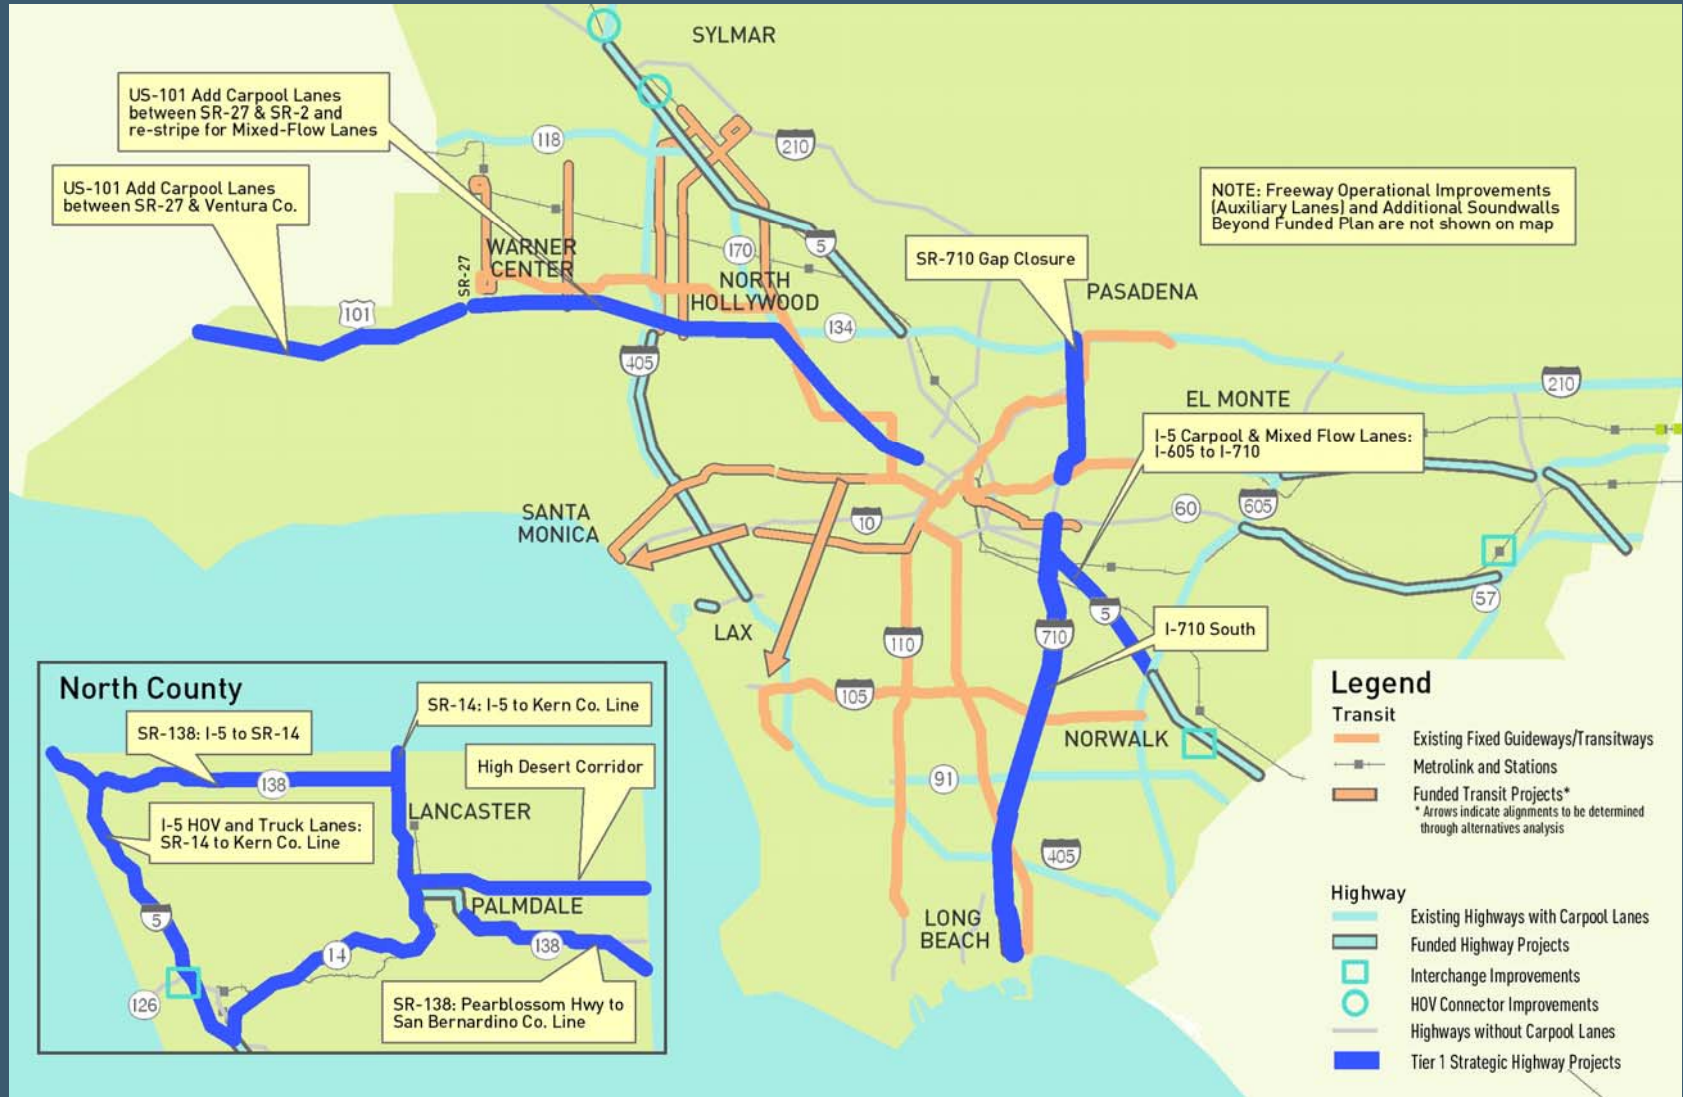 SYLMAR
US-101 Add Carpool Lanes
between SR-27 & SR-2 and
re-stripe for Mixed-Flow Lanes
118
210
US-101 Add Carpool Lanes
between SR-27 & Ventura Co.
NOTE: Freeway Operational Improvements
(Auxiliary Lanes) and Additional Soundwalls
Beyond Funded Plan are not shown on map
WARNER
CENTER
SR-27
170
5
SR-710 Gap Closure
NORTH
HOLLYWOOD
PASADENA
101
134
405
210
EL MONTE
I-5 Carpool & Mixed Flow Lanes:
I-605 to I-710
SANTA
MONICA
10
60
605
57
LAX
110
710
5
I-710 South
105
NORWALK
91
405
LONG
BEACH
North County
SR-14: I-5 to Kern Co. Line
SR-138: I-5 to SR-14
High Desert Corridor
138
LANCASTER
I-5 HOV and Truck Lanes:
SR-14 to Kern Co. Line
5
PALMDALE
14
138
126
SR-138: Pearblossom Hwy to
San Bernardino Co. Line
Legend
Transit
Existing Fixed Guideways/Transitways
Metrolink and Stations
Funded Transit Projects*
* Arrows indicate alignments to be determined
through alternatives analysis
Highway
Existing Highways with Carpool Lanes
Funded Highway Projects
Interchange Improvements
HOV Connector Improvements
Highways without Carpool Lanes
Tier 1 Strategic Highway Projects